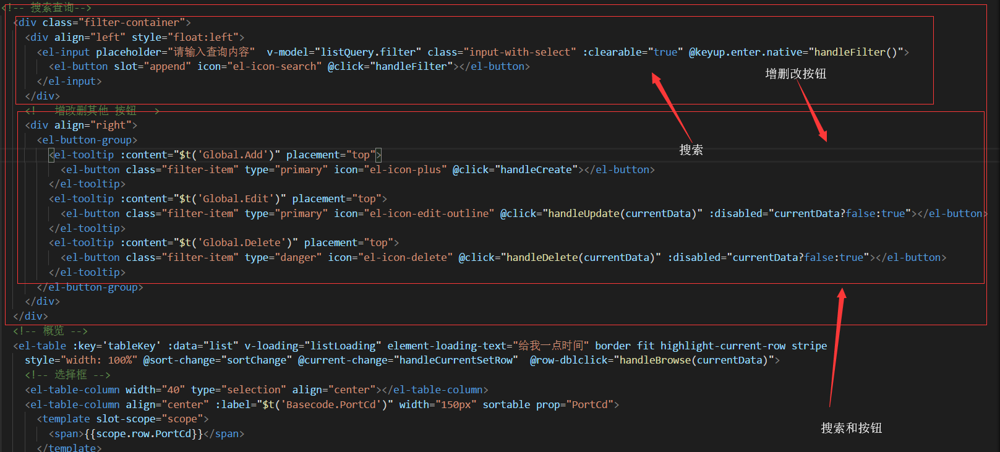 <!-- 搜索查询-->
<div class="filter-container">
<div align="left" style="float:left">
<el-input placeholder="请输入查询内容"  v-model="listQuery.filter" class="input-with-select" :clearable="true" @keyup.enter.native="handleFilter()">
<el-button slot="append" icon="el-icon-search" @click="handleFilter"></el-button>
增删改按钮
</el-input>
</div>
<!-- 增改删其他 按钮 -->
<div align="right">
<el-button-group>
搜索
<el-tooltip :content="$t('Global.Add')" placement="top">
<el-button class="filter-item" type="primary" icon="el-icon-plus" @click="handleCreate"></el-button>
</el-tooltip>
<el-tooltip :content="$t('Global.Edit')" placement="top">
<el-button class="filter-item" type="primary" icon="el-icon-edit-outline" @click="handleUpdate(currentData)" :disabled="currentData?false:true"></el-button>
</el-tooltip>
<el-tooltip :content="$t('Global.Delete')" placement="top">
<el-button class="filter-item" type="danger" icon="el-icon-delete" @click="handleDelete(currentData)" :disabled="currentData?false:true"></el-button>
</el-tooltip>
</el-button-group>
</div>
</div>
<!-- 概览 -->
<el-table :key='tableKey' :data="list" v-loading="listLoading" element-loading-text="给我一点时间" border fit highlight-current-row stripe
style="width: 100%" @sort-change="sortChange" @current-change="handleCurrentSetRow"  @row-dblclick="handleBrowse(currentData)">
<!-- 选择框 -->
<el-table-column width="40" type="selection" align="center"></el-table-column>
<el-table-column align="center" :label="$t('Basecode.PortCd')" width="150px" sortable prop="PortCd">
<template slot-scope="scope">
搜索和按钮
<span>{{scope.row.PortCd}}</span>
</template>